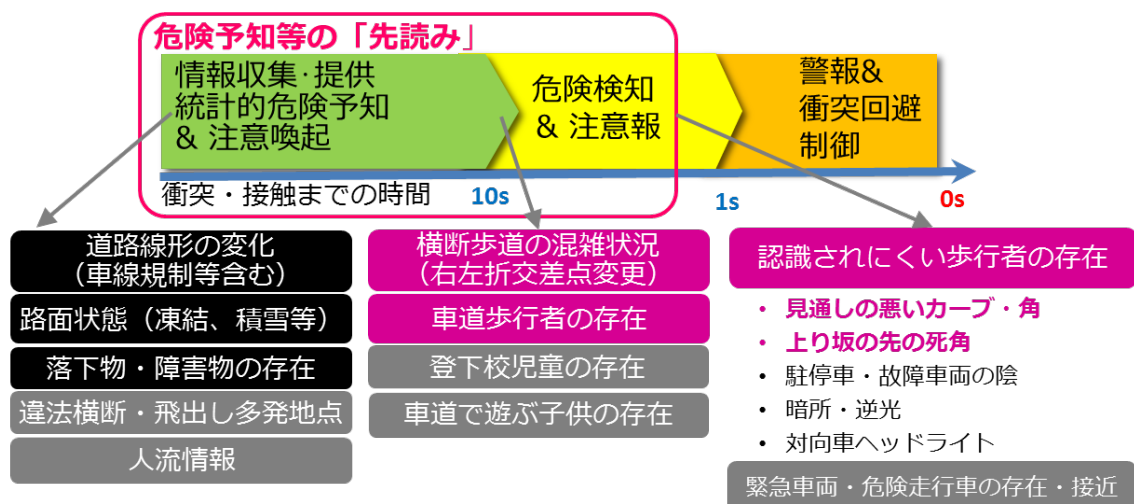 危険予知等の「先読み」
情報収集·提供
統計的危険予知
& 注意喚起
危険検知
& 注意報
警報&
衝突回避
制御
衝突・接触までの時間
10s
1s
0s
道路線形の変化
（車線規制等含む）
路面状態（凍結、積雪等）
落下物・障害物の存在
違法横断・飛出し多発地点
人流情報
横断歩道の混雑状況
（右左折交差点変更）
車道歩行者の存在
登下校児童の存在
車道で遊ぶ子供の存在
認識されにくい歩行者の存在
• 見通しの悪いカーブ・角
• 上り坂の先の死角
• 駐停車・故障車両の陰
• 暗所・逆光
• 対向車ヘッドライト
緊急車両・危険走行車の存在・接近